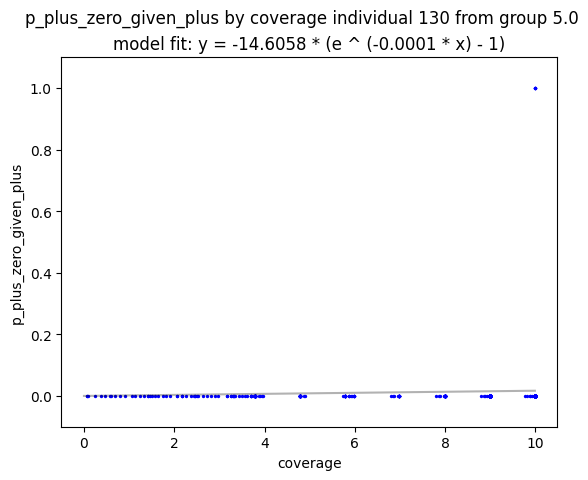 p_plus_zero_given_plus by coverage individual 130 from group 5.0
model fit: y = -14.6058 * (e ^ (-0.0001 * x) - 1)
1.0
0.8
0.6
0.4
0.2
0.0
p_plus_zero_given_plus
0 2 4 6 8 10
coverage